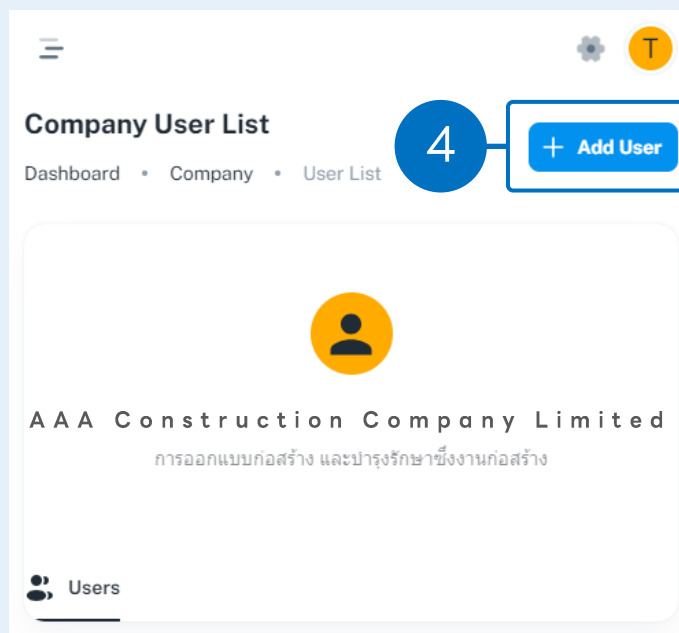 T
Company User List
4
+ Add User
Dashboard • Company • User List
AAA Construction Company Limited
การออกแบบก่อสร้าง และบำรุงรักษาซึ่งงานก่อสร้าง
Users